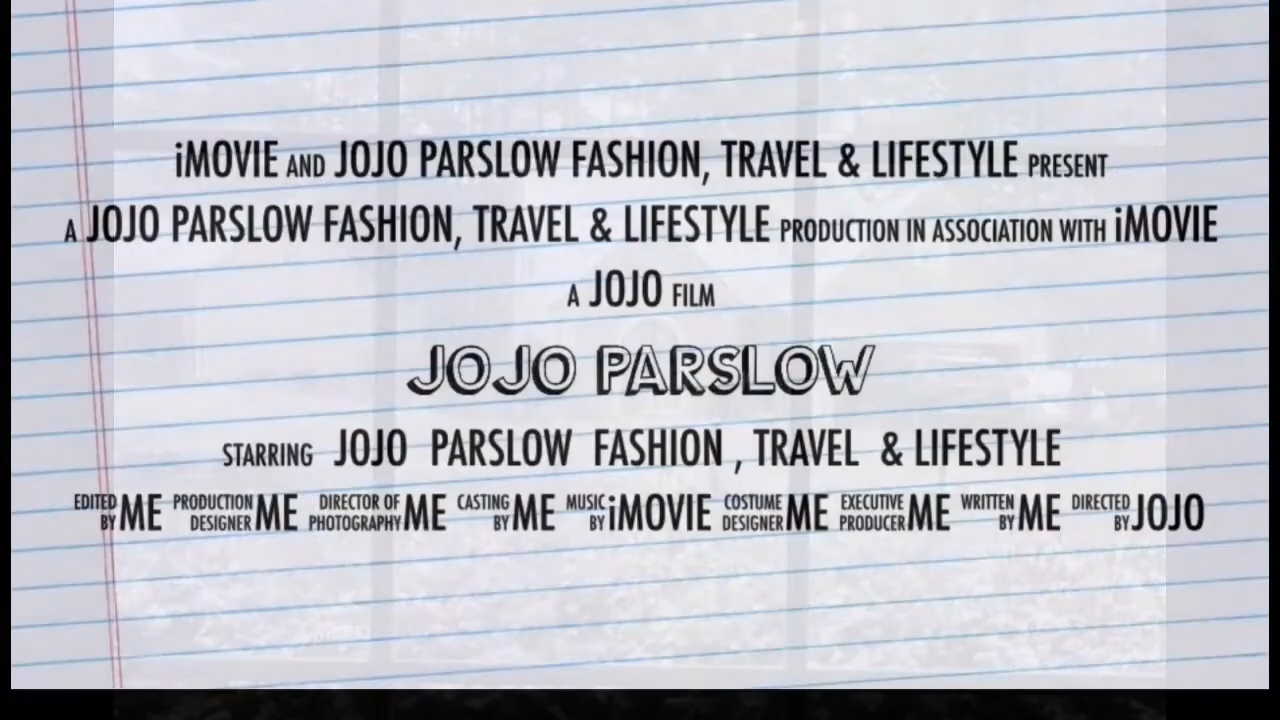 iMOVIE AND JOJO PARSLOW FASHION, TRAVEL & LIFESTYLE PRESENT
A JOJO PARSLOW FASHION, TRAVEL & LIFESTYLE PRODUCTION IN ASSOCIATION WITH iMOVIE
A JOJO FILM
JOJO PARSLOW
STARRING JOJO PARSLOW FASHION , TRAVEL & LIFESTYLE
EDITED BY ME PRODUCTION DESIGNER ME DIRECTOR OF PHOTOGRAPHY ME CASTING BY ME MUSIC BY iMOVIE COSTUME DESIGNER ME EXECUTIVE PRODUCER ME WRITTEN BY ME DIRECTED BY JOJO